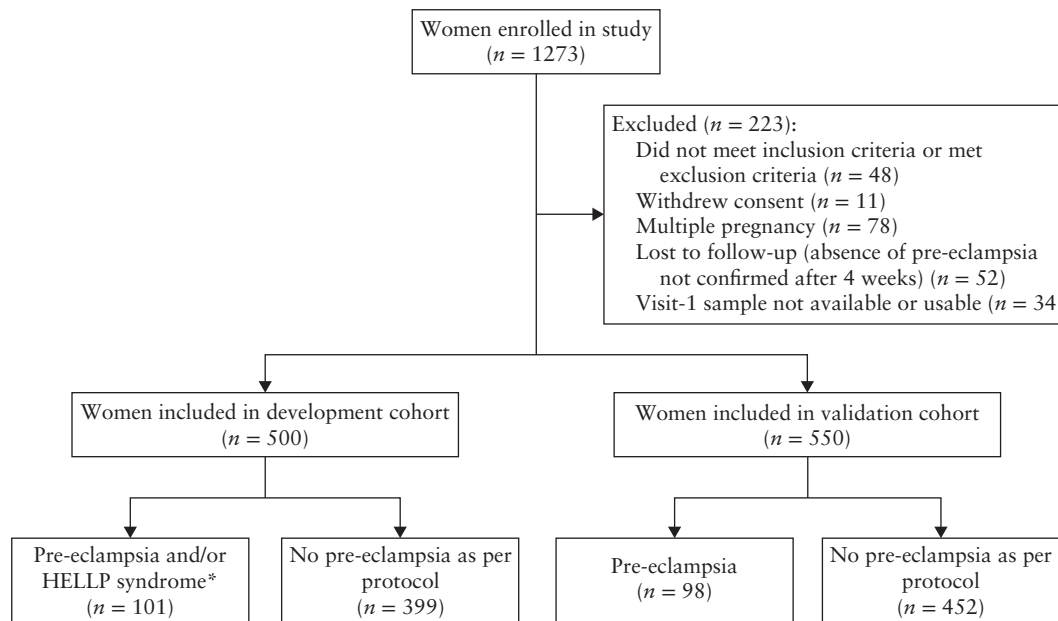 Women enrolled in study
(n = 1273)
Excluded (n = 223):
Did not meet inclusion criteria or met
exclusion criteria (n = 48)
Withdrew consent (n = 11)
Multiple pregnancy (n = 78)
Lost to follow-up (absence of pre-eclampsia
not confirmed after 4 weeks) (n = 52)
Visit-1 sample not available or usable (n = 34
Women included in development cohort
(n = 500)
Women included in validation cohort
(n = 550)
Pre-eclampsia and/or
HELLP syndrome*
(n = 101)
No pre-eclampsia as per
protocol
(n = 399)
Pre-eclampsia
(n = 98)
No pre-eclampsia as per
protocol
(n = 452)